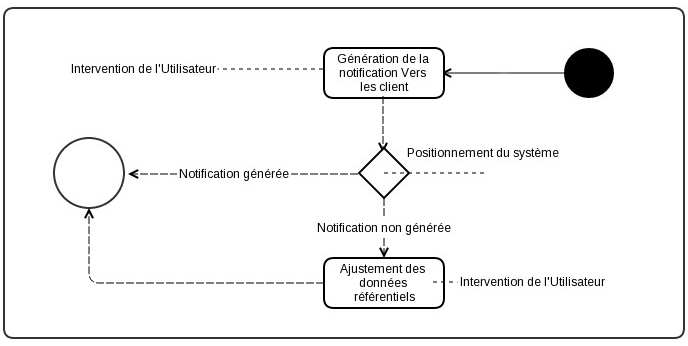 Génération de la
notification Vers
les client
Intervention de l'Utilisateur
Positionnement du système
Notification générée
Notification non générée
Ajustement des
données
référentiels
Intervention de l'Utilisateur